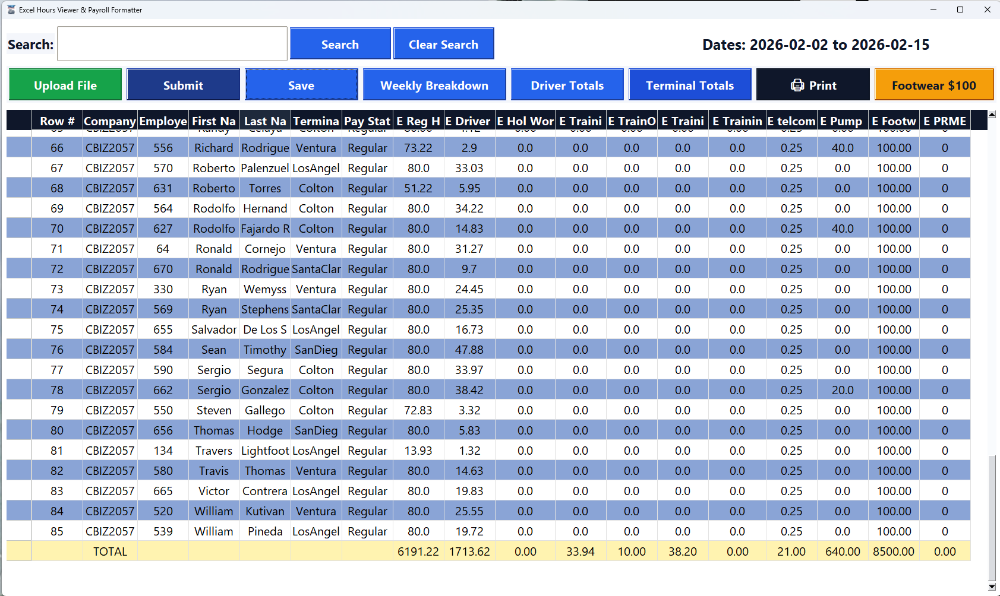 Excel Hours Viewer & Payroll Formatter
Search: Search Clear Search Dates: 2026-02-02 to 2026-02-15
Upload File Submit Save Weekly Breakdown Driver Totals Terminal Totals Print Footwear $100
Row # Company Employe First Na Last Na Termina Pay Stat E Reg H E Driver E Hol Wor E Traini E TrainO E Traini E Trainin E telcom E Pump E Footw E PRME
66 CBIZ2057 556 Richard Rodrigue Ventura Regular 73.22 2.9 0.0 0.0 0.0 0.0 0.0 0.25 40.0 100.00 0
67 CBIZ2057 570 Roberto Palenzuel LosAngel Regular 80.0 33.03 0.0 0.0 0.0 0.0 0.0 0.25 0.0 100.00 0
68 CBIZ2057 631 Roberto Torres Colton Regular 51.22 5.95 0.0 0.0 0.0 0.0 0.0 0.25 0.0 100.00 0
69 CBIZ2057 564 Rodolfo Hernand Colton Regular 80.0 34.22 0.0 0.0 0.0 0.0 0.0 0.25 0.0 100.00 0
70 CBIZ2057 627 Rodolfo Fajardo R Colton Regular 80.0 14.83 0.0 0.0 0.0 0.0 0.0 0.25 40.0 100.00 0
71 CBIZ2057 64 Ronald Cornejo Ventura Regular 80.0 31.27 0.0 0.0 0.0 0.0 0.0 0.25 0.0 100.00 0
72 CBIZ2057 670 Ronald Rodrigue SantaClar Regular 80.0 9.7 0.0 0.0 0.0 0.0 0.0 0.25 0.0 100.00 0
73 CBIZ2057 330 Ryan Wemyss Ventura Regular 80.0 24.45 0.0 0.0 0.0 0.0 0.0 0.25 0.0 100.00 0
74 CBIZ2057 569 Ryan Stephens SantaClar Regular 80.0 25.35 0.0 0.0 0.0 0.0 0.0 0.25 0.0 100.00 0
75 CBIZ2057 655 Salvador De Los S LosAngel Regular 80.0 16.73 0.0 0.0 0.0 0.0 0.0 0.25 0.0 100.00 0
76 CBIZ2057 584 Sean Timothy SanDieg Regular 80.0 47.88 0.0 0.0 0.0 0.0 0.0 0.25 0.0 100.00 0
77 CBIZ2057 590 Sergio Segura Colton Regular 80.0 33.97 0.0 0.0 0.0 0.0 0.0 0.25 0.0 100.00 0
78 CBIZ2057 662 Sergio Gonzalez Colton Regular 80.0 38.42 0.0 0.0 0.0 0.0 0.0 0.25 20.0 100.00 0
79 CBIZ2057 550 Steven Gallego Colton Regular 72.83 3.32 0.0 0.0 0.0 0.0 0.0 0.25 0.0 100.00 0
80 CBIZ2057 656 Thomas Hodge SanDieg Regular 80.0 5.83 0.0 0.0 0.0 0.0 0.0 0.25 0.0 100.00 0
81 CBIZ2057 134 Travers Lightfoot LosAngel Regular 13.93 1.32 0.0 0.0 0.0 0.0 0.0 0.25 0.0 100.00 0
82 CBIZ2057 580 Travis Thomas Ventura Regular 80.0 14.63 0.0 0.0 0.0 0.0 0.0 0.25 0.0 100.00 0
83 CBIZ2057 665 Victor Contrera LosAngel Regular 80.0 19.83 0.0 0.0 0.0 0.0 0.0 0.25 0.0 100.00 0
84 CBIZ2057 520 William Kutivan Ventura Regular 80.0 25.55 0.0 0.0 0.0 0.0 0.0 0.25 0.0 100.00 0
85 CBIZ2057 539 William Pineda LosAngel Regular 80.0 19.72 0.0 0.0 0.0 0.0 0.0 0.25 0.0 100.00 0
TOTAL 6191.22 1713.62 0.00 33.94 10.00 38.20 0.00 21.00 640.00 8500.00 0.00